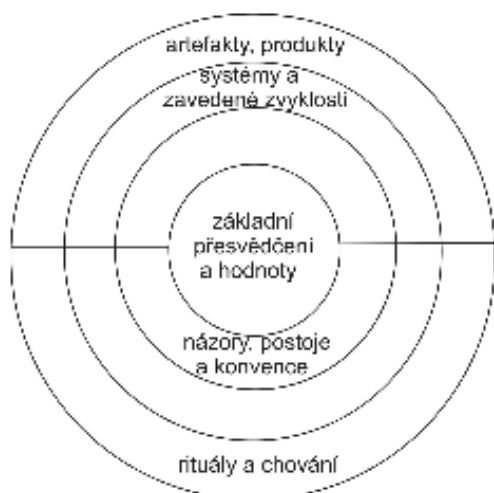 artefakty, produkty
systémy a
zavedené zvyklosti
základní
přesvědčení
a hodnoty
názory, postoje
a konvence
rituály a chování